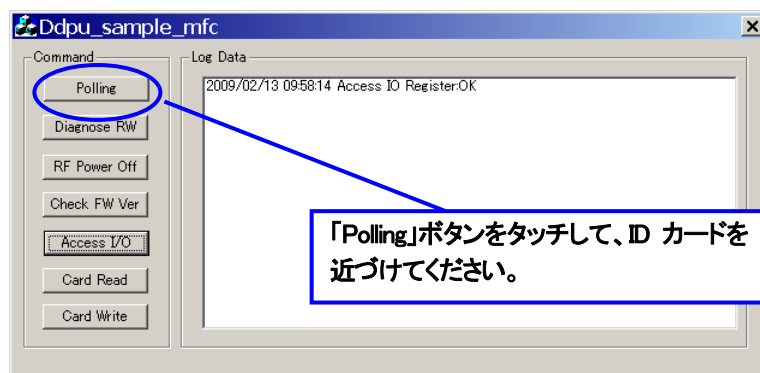 Ddpu_sample_mfc
Command
Log Data
Polling
2009/02/13 09:58:14 Access IO Register:OK
Diagnose RW
RF Power Off
Check FW Ver
Access I/O
Card Read
Card Write
「Polling」ボタンをタッチして、ID カードを
近づけてください。